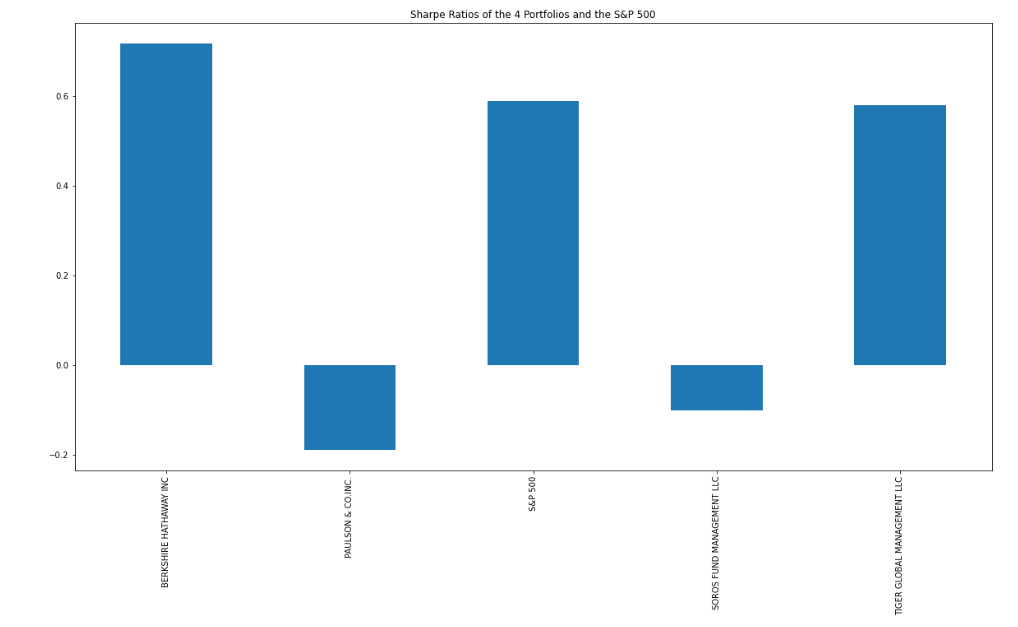 Sharpe Ratios of the 4 Portfolios and the S&P 500
0.6
0.4
0.2
0.0
−0.2
BERKSHIRE HATHAWAY INC
PAULSON & CO.INC.
S&P 500
SOROS FUND MANAGEMENT LLC
TIGER GLOBAL MANAGEMENT LLC